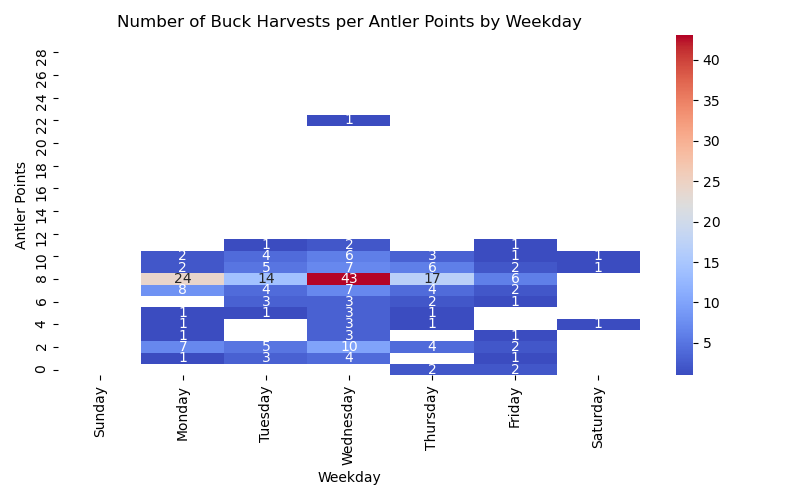 Number of Buck Harvests per Antler Points by Weekday
Antler Points
28
26
24
22
20
18
16
14
12
10
8
6
4
2
0
1
1 2 1
2 4 6 3 1 1
2 5 7 6 2 1
24 14 43 17 6
8 4 7 4 2
3 3 2 1
1 1 3 1
1 3 1 1
1 3 1
7 5 10 4 2
1 3 4 1
2 2
Sunday Monday Tuesday Wednesday Thursday Friday Saturday
Weekday
40
35
30
25
20
15
10
5